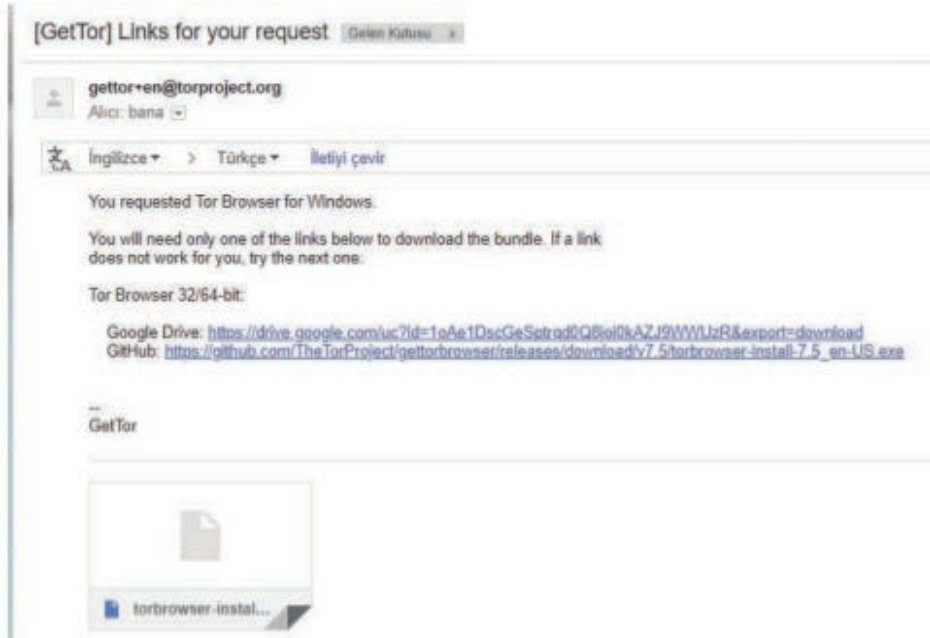 [GetTor] Links for your request Gelen Kutusu x
gettor+en@torproject.org
Alıcı: bana
İngilizce > Türkçe İletiyi çevir
You requested Tor Browser for Windows.
You will need only one of the links below to download the bundle. If a link
does not work for you, try the next one:
Tor Browser 32/64-bit:
Google Drive: https://drive.google.com/uc?id=1oAe1DscGeSptrqd0Q8ioi0kAZJ9WWUzR&export=download
GitHub: https://github.com/TheTorProject/gettorbrowser/releases/download/v7.5/torbrowser-install-7.5_en-US.exe
--
GetTor
torbrowser-instal...